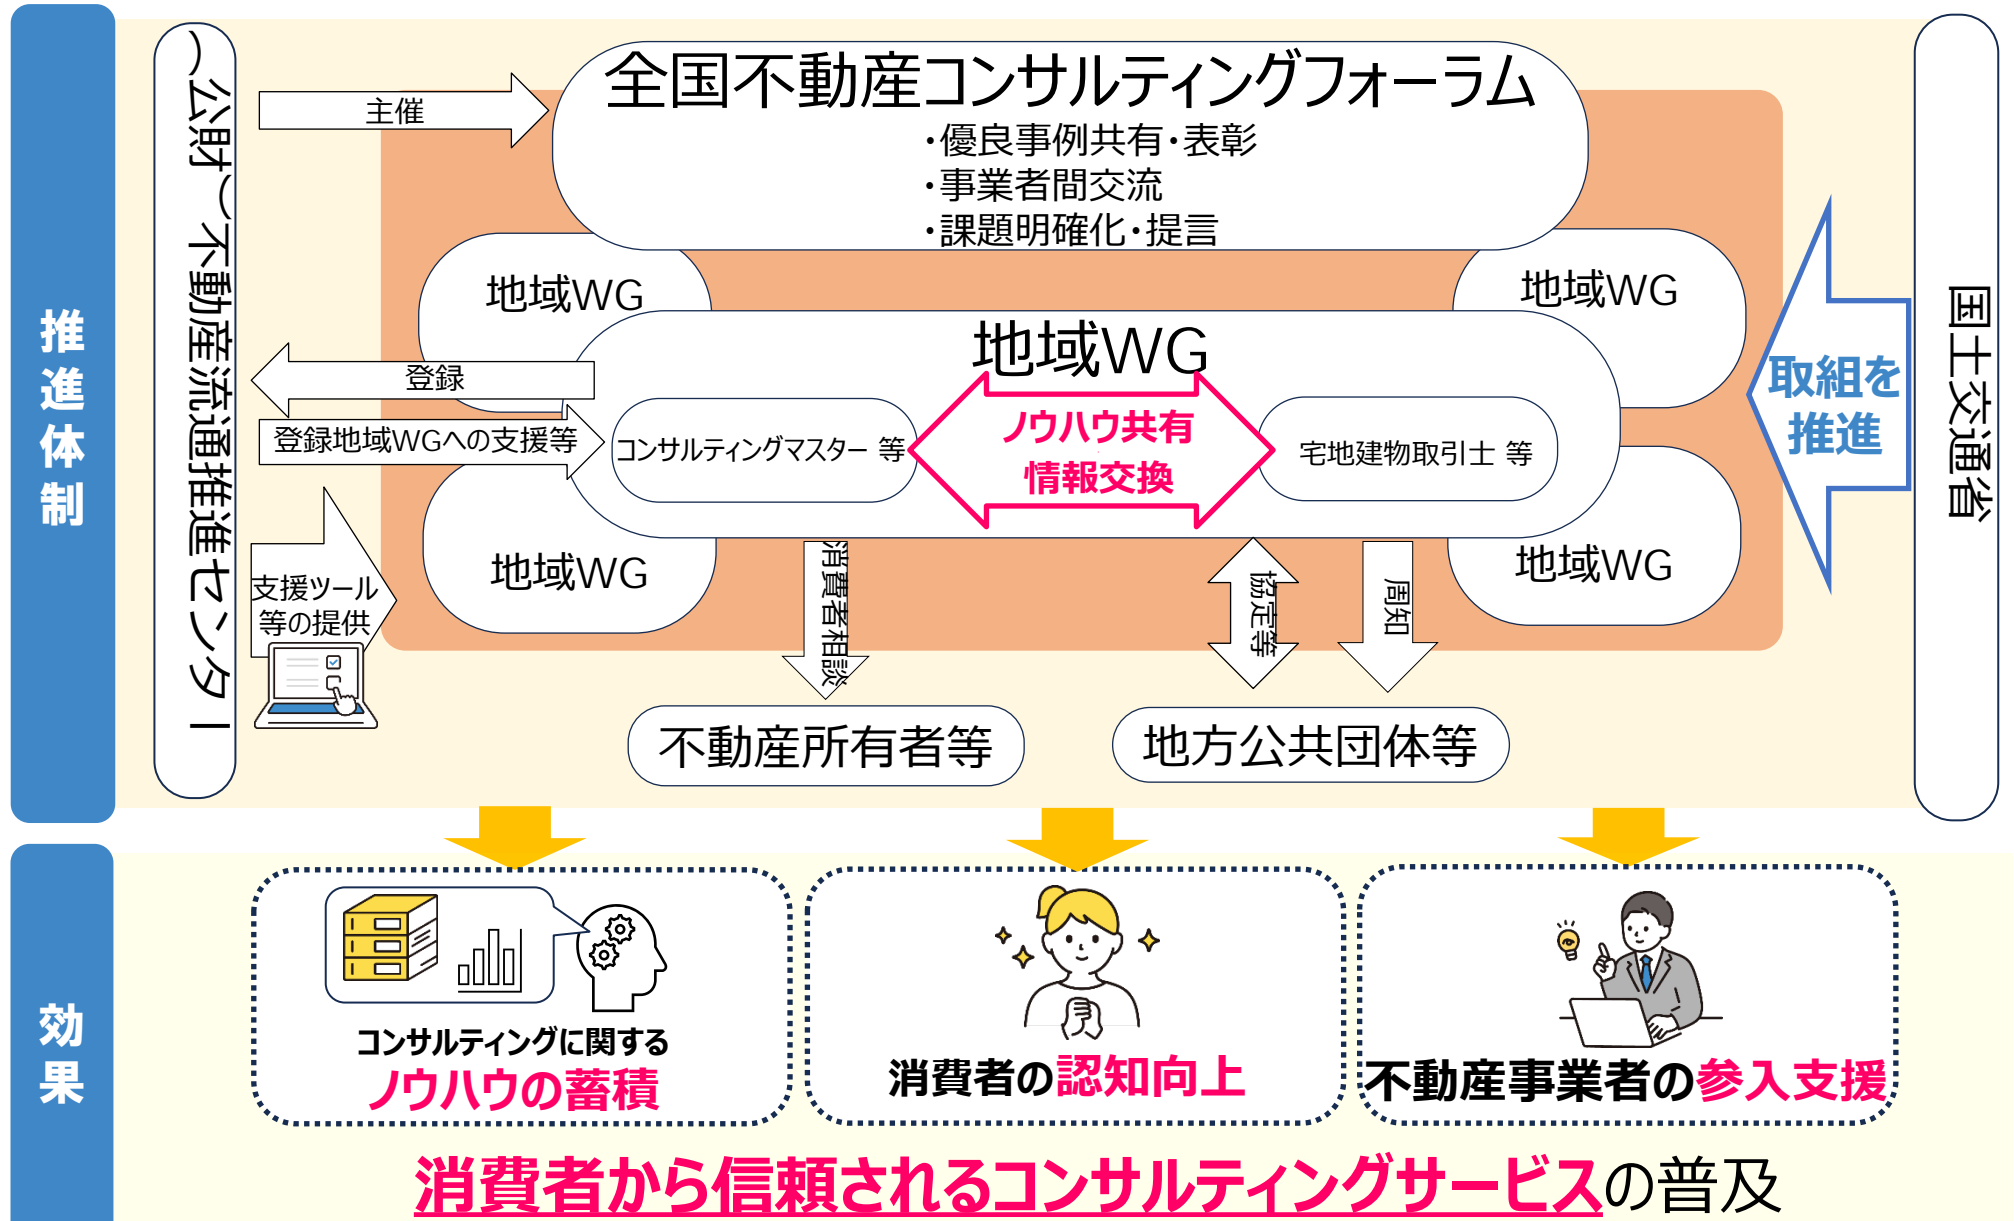 推進体制
(公財)不動産流通推進センター
主催
全国不動産コンサルティングフォーラム
・優良事例共有・表彰
・事業者間交流
・課題明確化・提言
地域WG
地域WG
地域WG
登録
登録地域WGへの支援等
コンサルティングマスター 等
ノウハウ共有
情報交換
宅地建物取引士 等
取組を
推進
国土交通省
地域WG
地域WG
支援ツール
等の提供
消費者相談
協定等
周知
不動産所有者等
地方公共団体等
効果
コンサルティングに関する
ノウハウの蓄積
消費者の認知向上
不動産事業者の参入支援
消費者から信頼されるコンサルティングサービスの普及